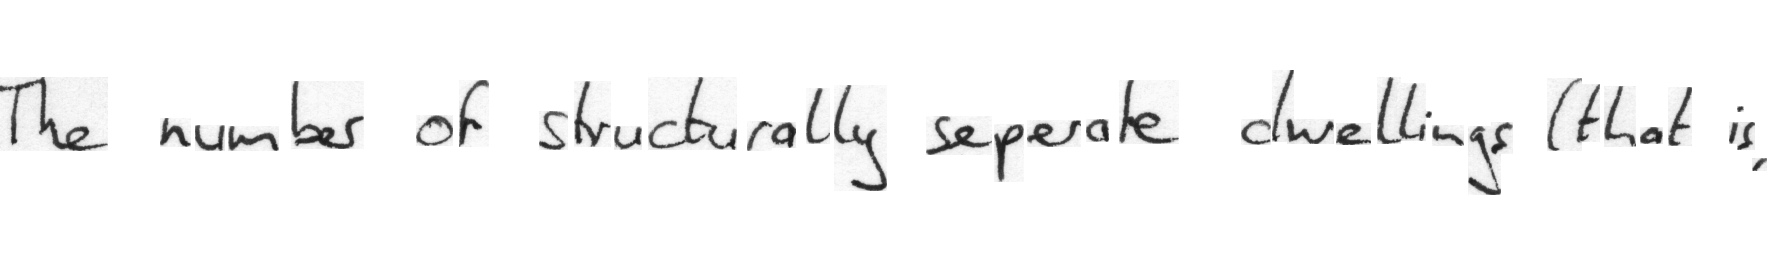 The number of structurally seperate dwellings (that is,